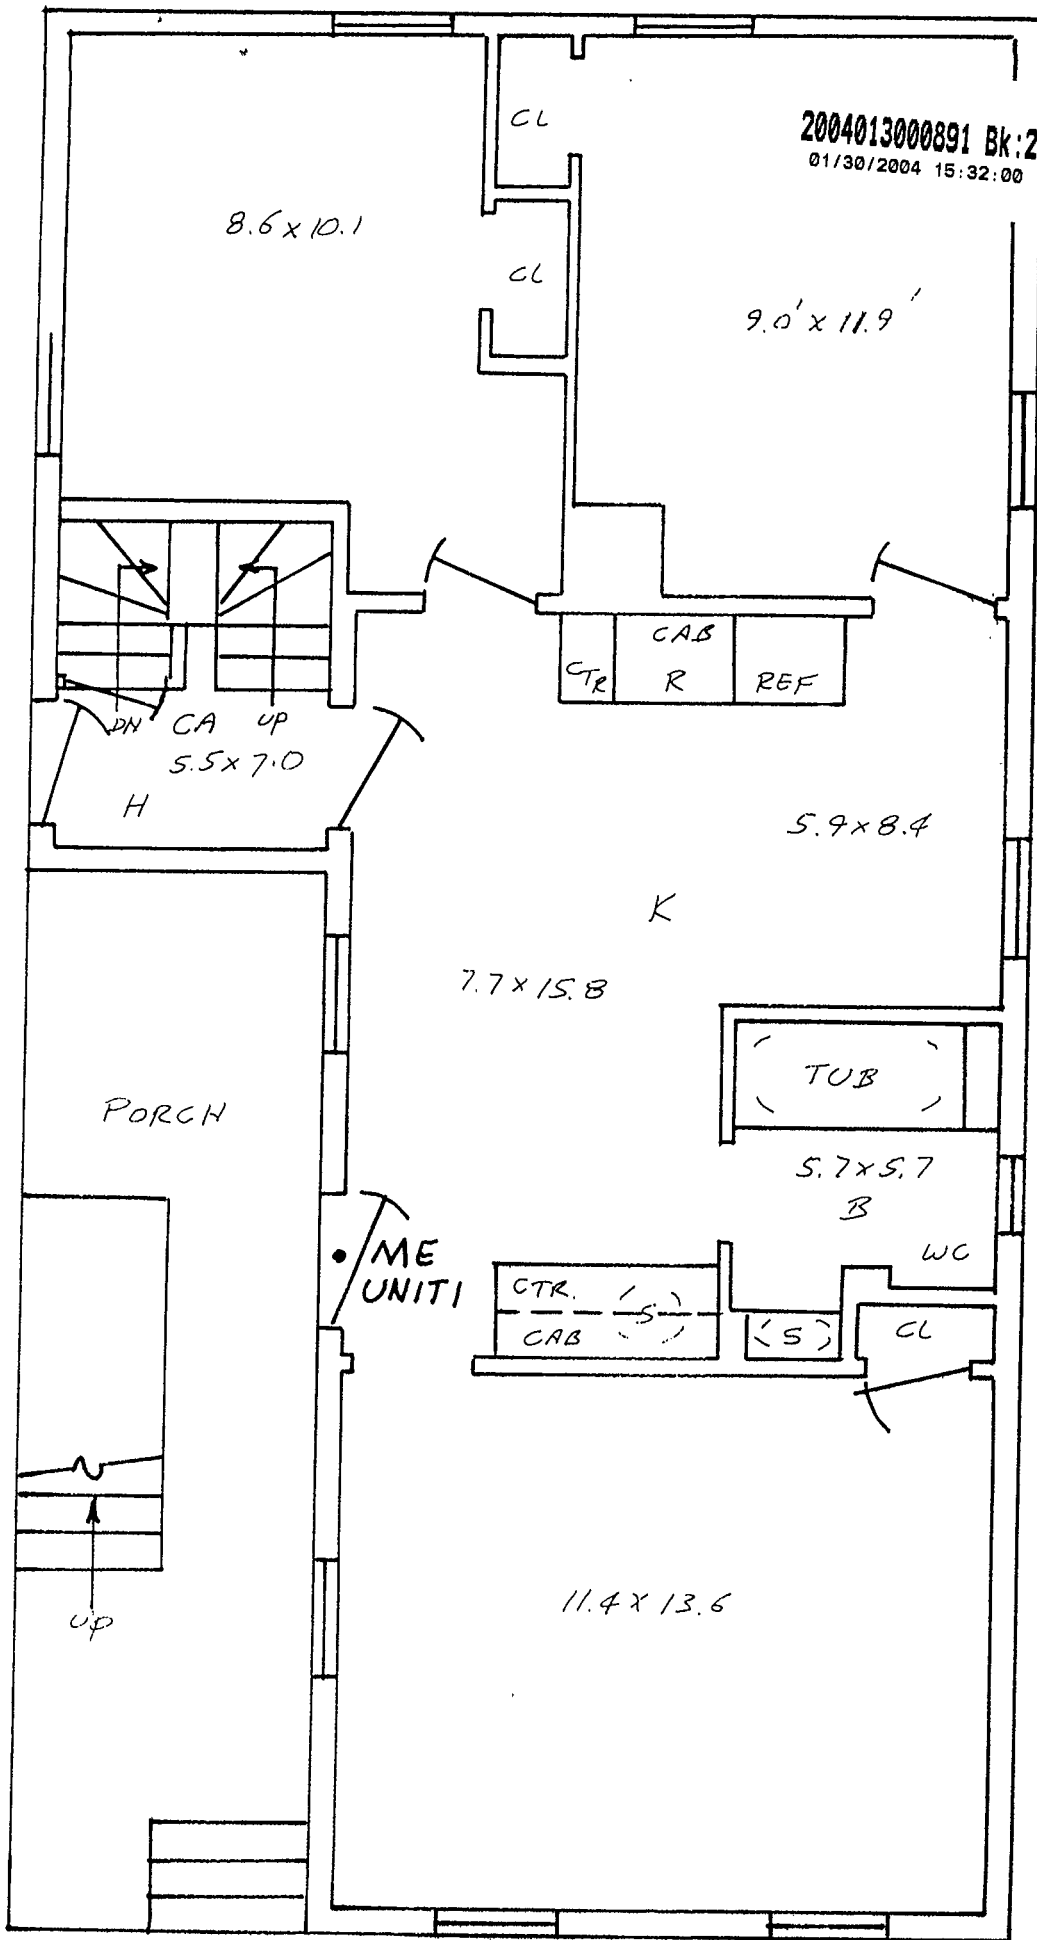 2004013000891 Bk:2
01/30/2004 15:32:00
CL
8.6 x 10.1
CL
9.0' x 11.9'
CAB
CTR
R
REF
DN
CA
UP
5.5 x 7.0
H
5.9 x 8.4
K
7.7 x 15.8
TUB
PORCH
5.7 x 5.7
B
WC
ME
UNIT1
CTR.
S
CAB
S
CL
11.4 x 13.6
UP